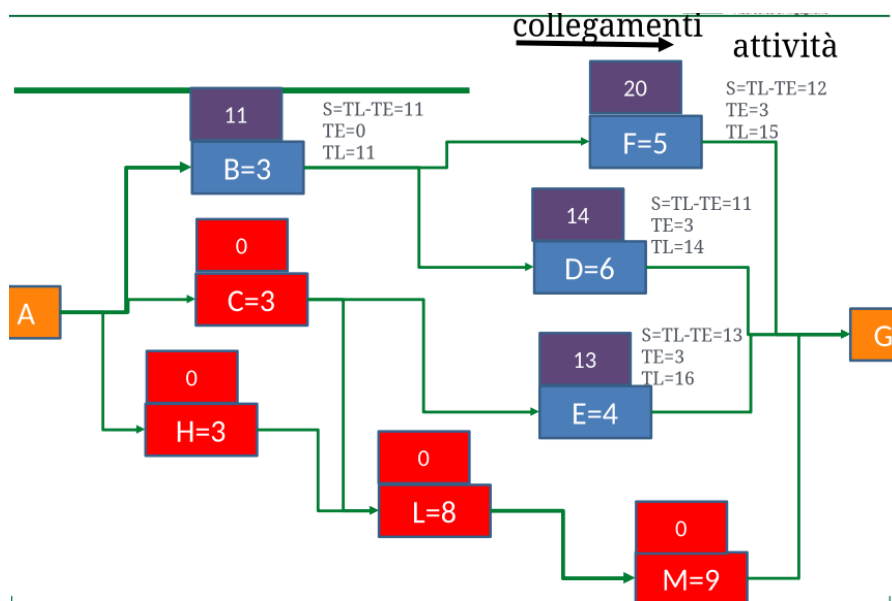 collegamenti
attività
20
S=TL-TE=12
TE=3
TL=15
F=5
11
S=TL-TE=11
TE=0
TL=11
B=3
14
S=TL-TE=11
TE=3
TL=14
D=6
0
C=3
A
G
S=TL-TE=13
TE=3
TL=16
13
E=4
0
H=3
0
L=8
0
M=9